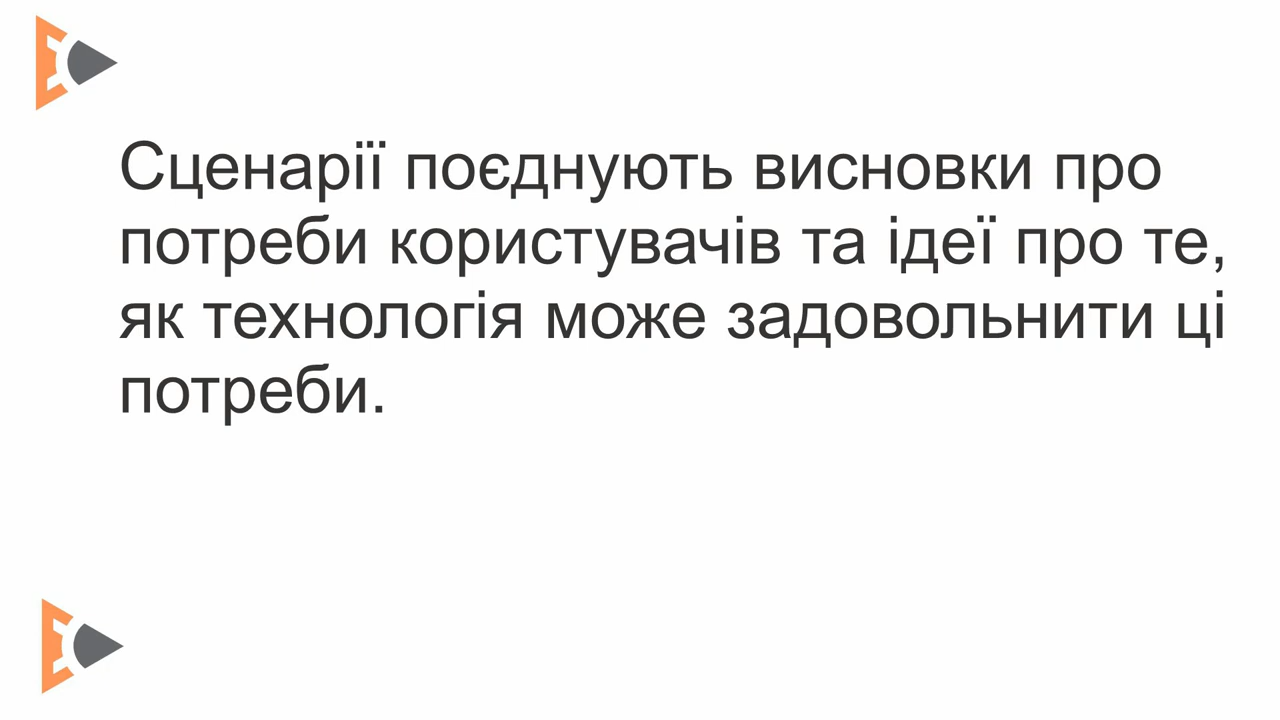 Сценарії поєднують висновки про
потреби користувачів та ідеї про те,
як технологія може задовольнити ці
потреби.